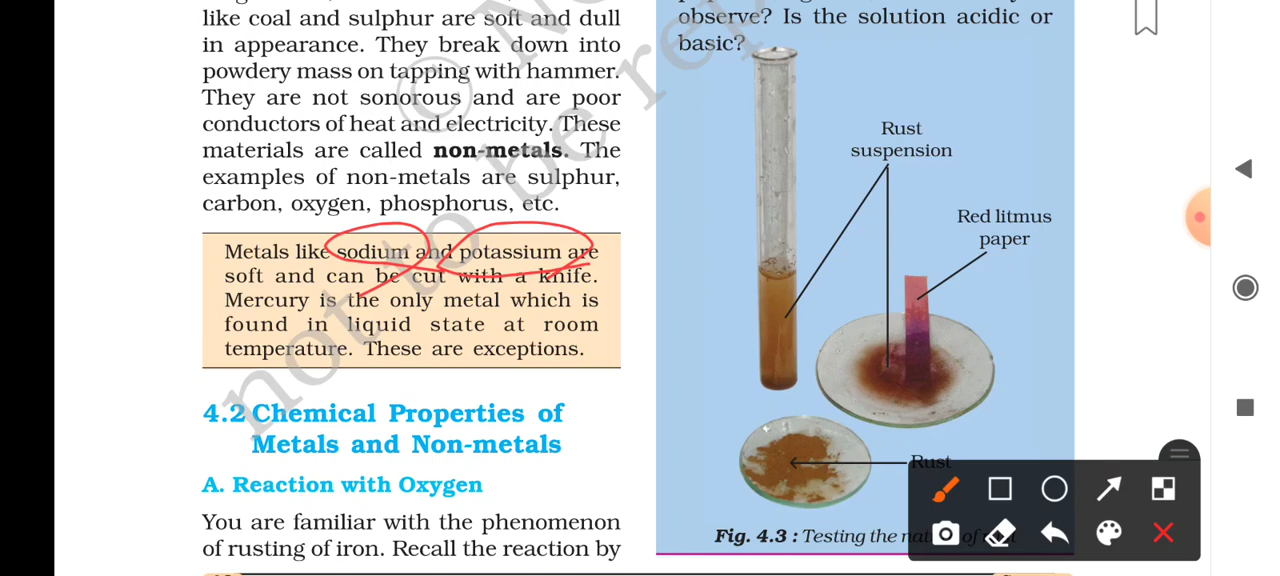 like coal and sulphur are soft and dull
in appearance. They break down into
powdery mass on tapping with hammer.
They are not sonorous and are poor
conductors of heat and electricity. These
materials are called non-metals. The
examples of non-metals are sulphur,
carbon, oxygen, phosphorus, etc.
Metals like sodium and potassium are
soft and can be cut with a knife.
Mercury is the only metal which is
found in liquid state at room
temperature. These are exceptions.
4.2 Chemical Properties of
Metals and Non-metals
A. Reaction with Oxygen
You are familiar with the phenomenon
of rusting of iron. Recall the reaction by
observe? Is the solution acidic or
basic?
Rust
suspension
Red litmus
paper
Rust
Fig. 4.3 : Testing the
©
not to be